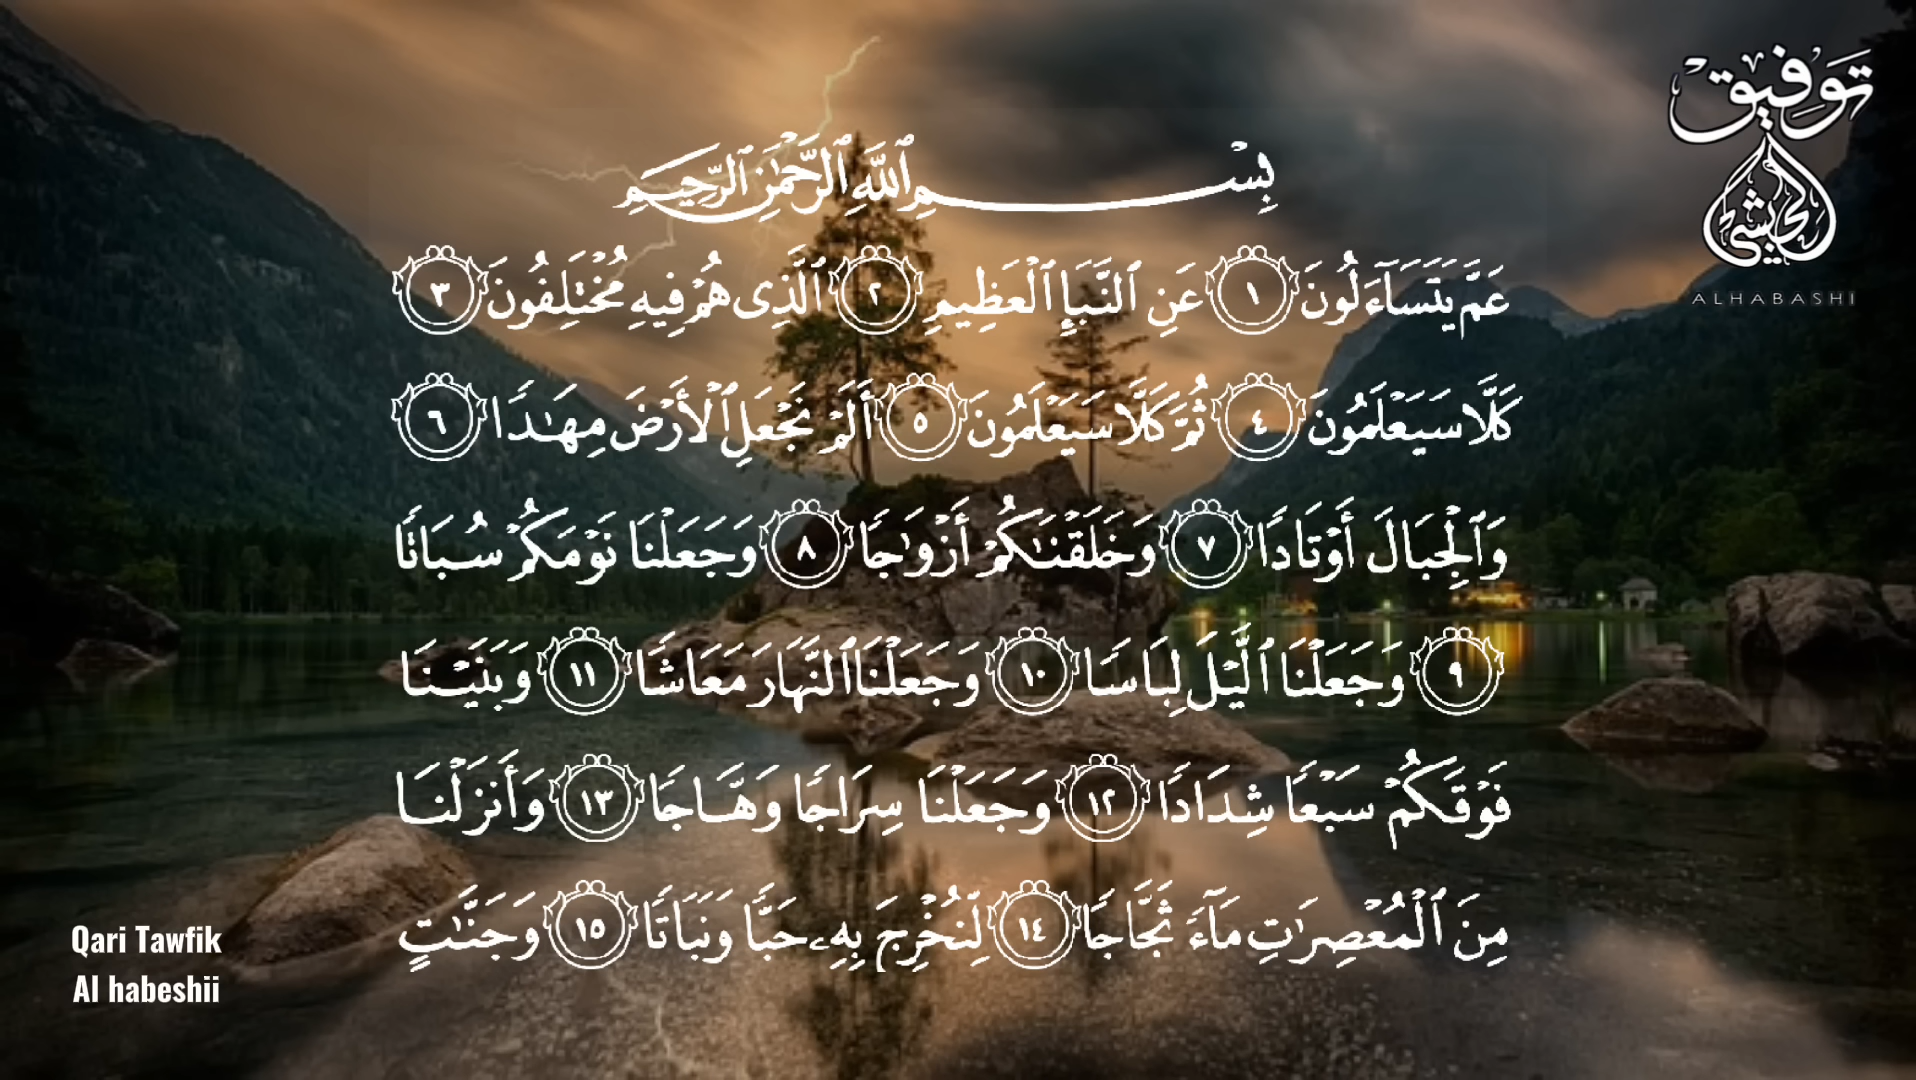 توفيق
الحبشي
ALHABASHI
بِسْمِ ٱللَّهِ ٱلرَّحْمَٰنِ ٱلرَّحِيمِ
عَمَّ يَتَسَآءَلُونَ ١ عَنِ ٱلنَّبَإِ ٱلْعَظِيمِ ٢ ٱلَّذِى هُمْ فِيهِ مُخْتَلِفُونَ ٣
كَلَّا سَيَعْلَمُونَ ٤ ثُمَّ كَلَّا سَيَعْلَمُونَ ٥ أَلَمْ نَجْعَلِ ٱلْأَرْضَ مِهَٰدًا ٦
وَٱلْجِبَالَ أَوْتَادًا ٧ وَخَلَقْنَٰكُمْ أَزْوَٰجًا ٨ وَجَعَلْنَا نَوْمَكُمْ سُبَاتًا
٩ وَجَعَلْنَا ٱلَّيْلَ لِبَاسًا ١٠ وَجَعَلْنَا ٱلنَّهَارَ مَعَاشًا ١١ وَبَنَيْنَا
فَوْقَكُمْ سَبْعًا شِدَادًا ١٢ وَجَعَلْنَا سِرَاجًا وَهَّاجًا ١٣ وَأَنزَلْنَا
مِنَ ٱلْمُعْصِرَٰتِ مَآءً ثَجَّاجًا ١٤ لِّنُخْرِجَ بِهِۦ حَبًّا وَنَبَاتًا ١٥ وَجَنَّٰتٍ
Qari Tawfik
Al habeshii